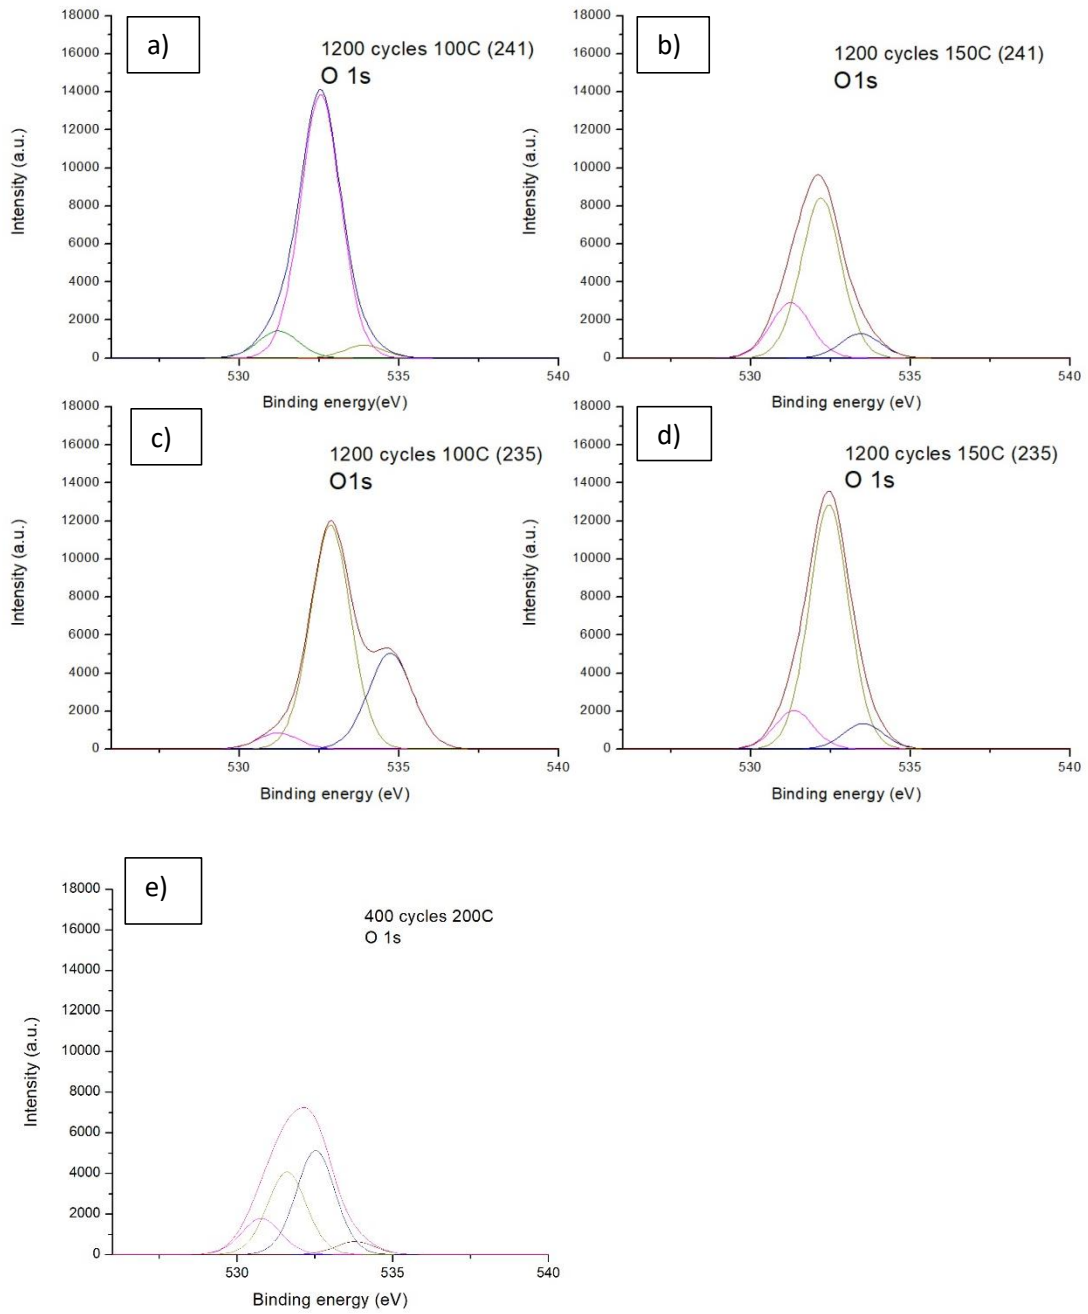 a)
1200 cycles 100C (241)
O 1s
Intensity (a.u.)
18000
16000
14000
12000
10000
8000
6000
4000
2000
0
530
535
540
Binding energy(eV)
b)
1200 cycles 150C (241)
O1s
Intensity (a.u.)
18000
16000
14000
12000
10000
8000
6000
4000
2000
0
530
535
540
Binding energy (eV)
c)
1200 cycles 100C (235)
O1s
Intensity (a.u.)
18000
16000
14000
12000
10000
8000
6000
4000
2000
0
530
535
540
Binding energy (eV)
d)
1200 cycles 150C (235)
O 1s
Intensity (a.u.)
18000
16000
14000
12000
10000
8000
6000
4000
2000
0
530
535
540
Binding energy (eV)
e)
400 cycles 200C
O 1s
Intensity (a.u.)
18000
16000
14000
12000
10000
8000
6000
4000
2000
0
530
535
540
Binding energy (eV)